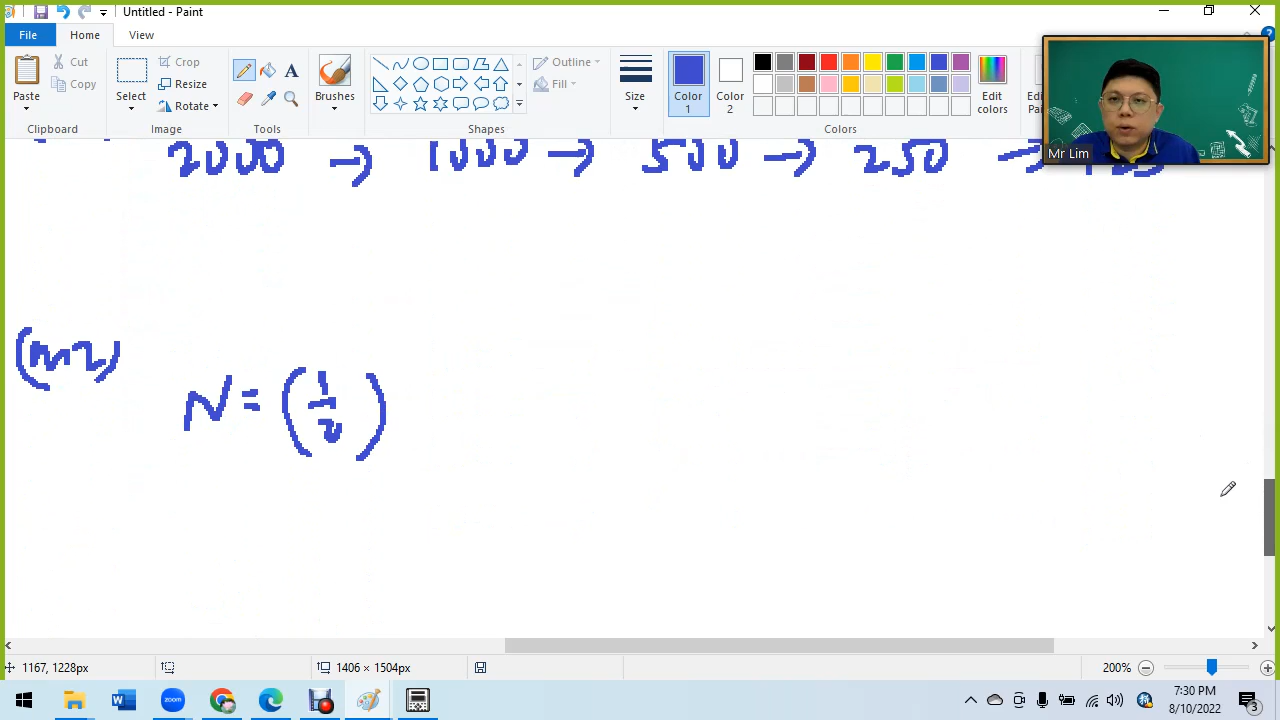 Untitled - Paint
File
Home
View
Paste
Cut
Copy
Clipboard
Select
Crop
Resize
Rotate
Image
Tools
Brushes
Outline
Fill
Shapes
Size
Color 1
Color 2
Edit colors
Colors
Mr Lim
2000 → 1000 → 500 → 250 →
(m2)
N = (1/2)
1167, 1228px
1406 × 1504px
200%
zoom
7:30 PM
8/10/2022
3